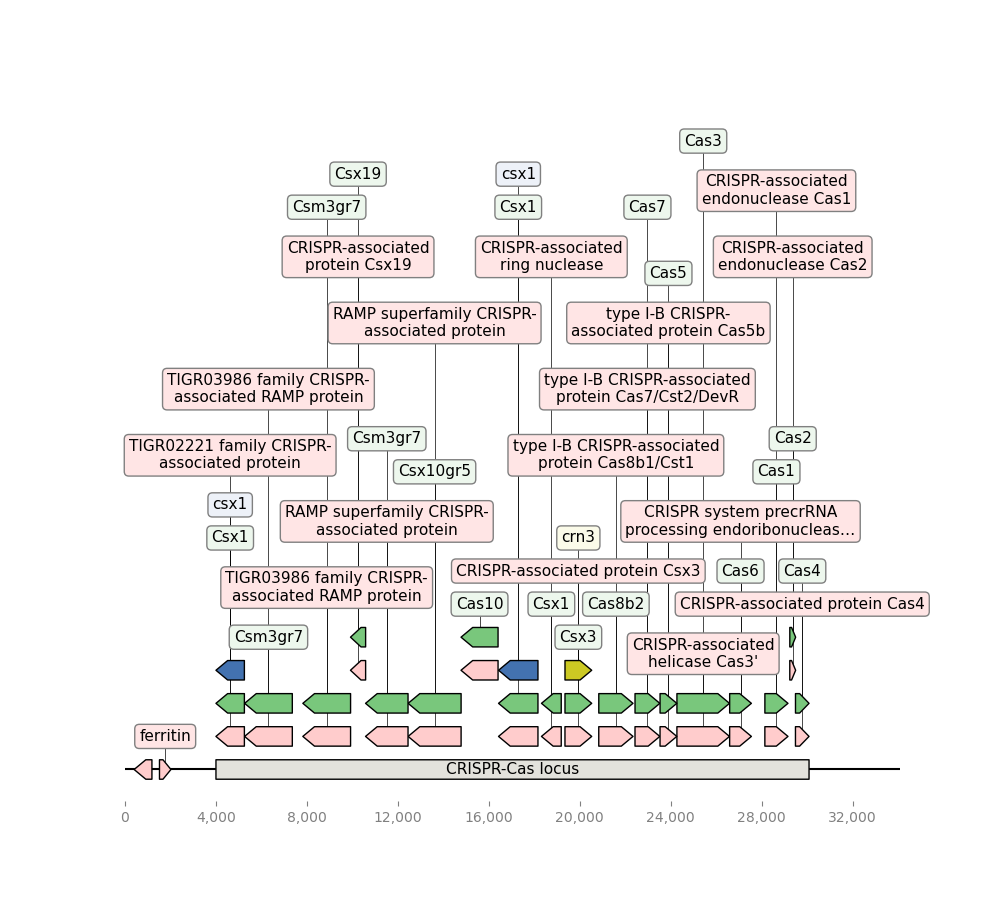 Cas3
Csx19
csx1
CRISPR-associated
endonuclease Cas1
Csm3gr7
Csx1
Cas7
CRISPR-associated
protein Csx19
CRISPR-associated
ring nuclease
CRISPR-associated
endonuclease Cas2
Cas5
RAMP superfamily CRISPR-
associated protein
type I-B CRISPR-
associated protein Cas5b
TIGR03986 family CRISPR-
associated RAMP protein
type I-B CRISPR-associated
protein Cas7/Cst2/DevR
Csm3gr7
Cas2
TIGR02221 family CRISPR-
associated protein
type I-B CRISPR-associated
protein Cas8b1/Cst1
Csx10gr5
Cas1
csx1
RAMP superfamily CRISPR-
associated protein
CRISPR system precrRNA
processing endoribonucleas…
Csx1
crn3
TIGR03986 family CRISPR-
associated RAMP protein
CRISPR-associated protein Csx3
Cas6
Cas4
Cas10
Csx1
Cas8b2
CRISPR-associated protein Cas4
Csm3gr7
Csx3
CRISPR-associated
helicase Cas3'
ferritin
CRISPR-Cas locus
0
4,000
8,000
12,000
16,000
20,000
24,000
28,000
32,000